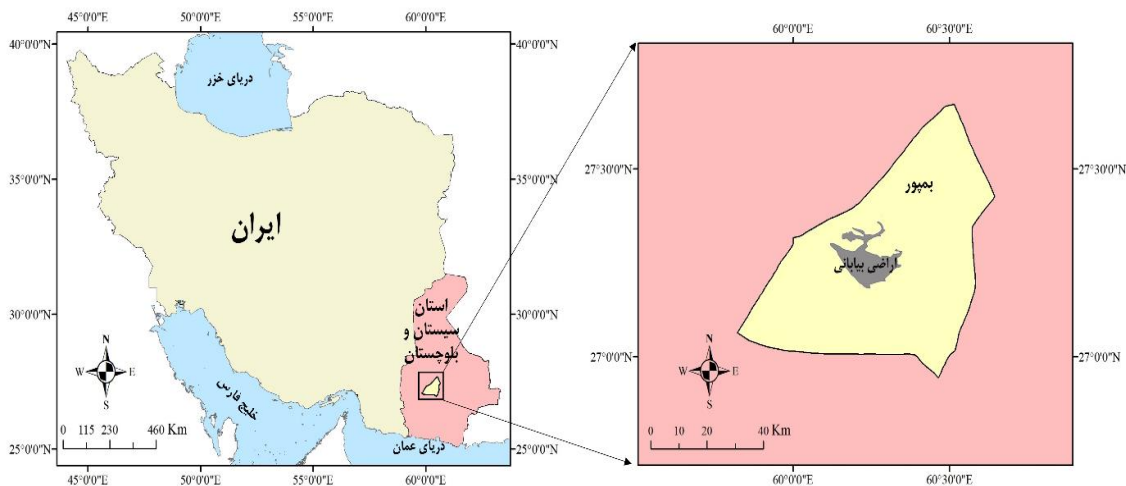 45°0'0"E 50°0'0"E 55°0'0"E 60°0'0"E
40°0'0"N
35°0'0"N
30°0'0"N
25°0'0"N
40°0'0"N
35°0'0"N
30°0'0"N
25°0'0"N
دریای خزر
ایران
استان
سیستان و
بلوچستان
خلیج فارس
دریای عمان
N
W E
S
0 115 230 460 Km
45°0'0"E 50°0'0"E 55°0'0"E 60°0'0"E
60°0'0"E 60°30'0"E
27°30'0"N
27°0'0"N
27°30'0"N
27°0'0"N
بمپور
اراضی بیابانی
N
W E
S
0 10 20 40 Km
60°0'0"E 60°30'0"E